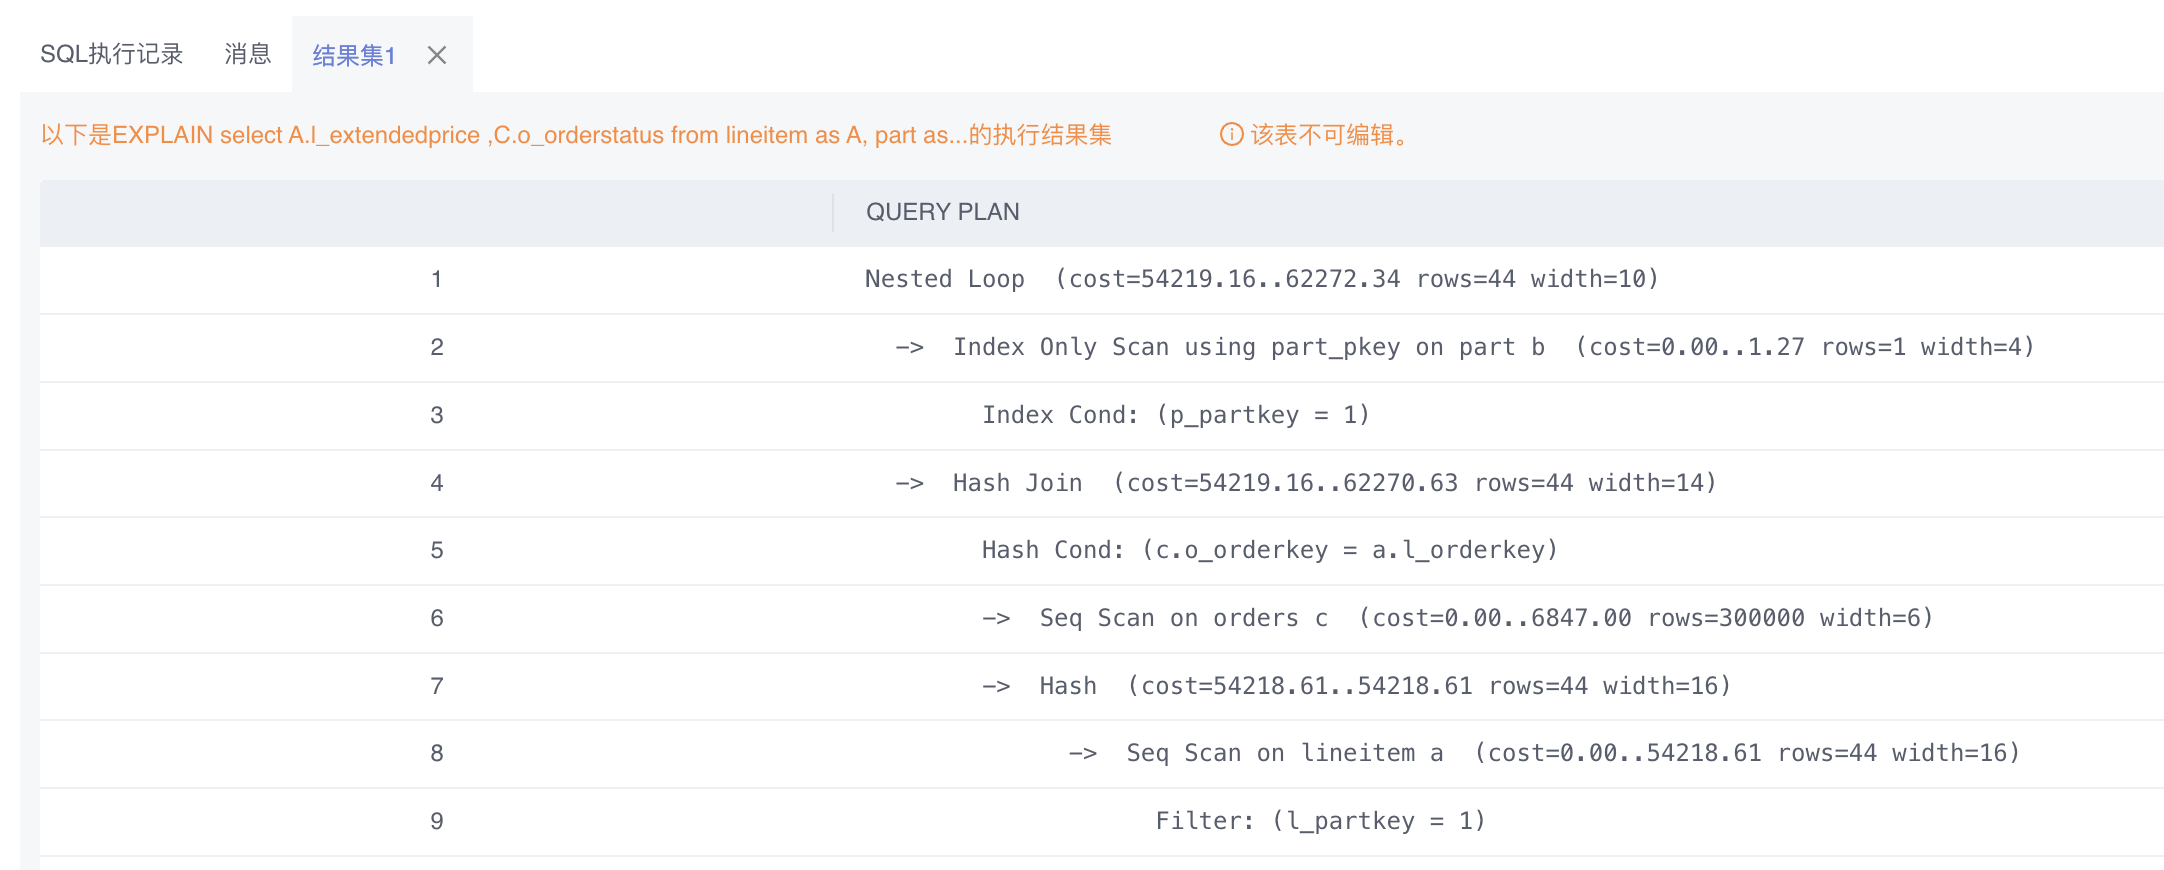 SQL执行记录 消息 结果集1
以下是EXPLAIN select A.l_extendedprice ,C.o_orderstatus from lineitem as A, part as...的执行结果集 该表不可编辑。
QUERY PLAN
1 Nested Loop  (cost=54219.16..62272.34 rows=44 width=10)
2 ->  Index Only Scan using part_pkey on part b  (cost=0.00..1.27 rows=1 width=4)
3 Index Cond: (p_partkey = 1)
4 ->  Hash Join  (cost=54219.16..62270.63 rows=44 width=14)
5 Hash Cond: (c.o_orderkey = a.l_orderkey)
6 ->  Seq Scan on orders c  (cost=0.00..6847.00 rows=300000 width=6)
7 ->  Hash  (cost=54218.61..54218.61 rows=44 width=16)
8 ->  Seq Scan on lineitem a  (cost=0.00..54218.61 rows=44 width=16)
9 Filter: (l_partkey = 1)